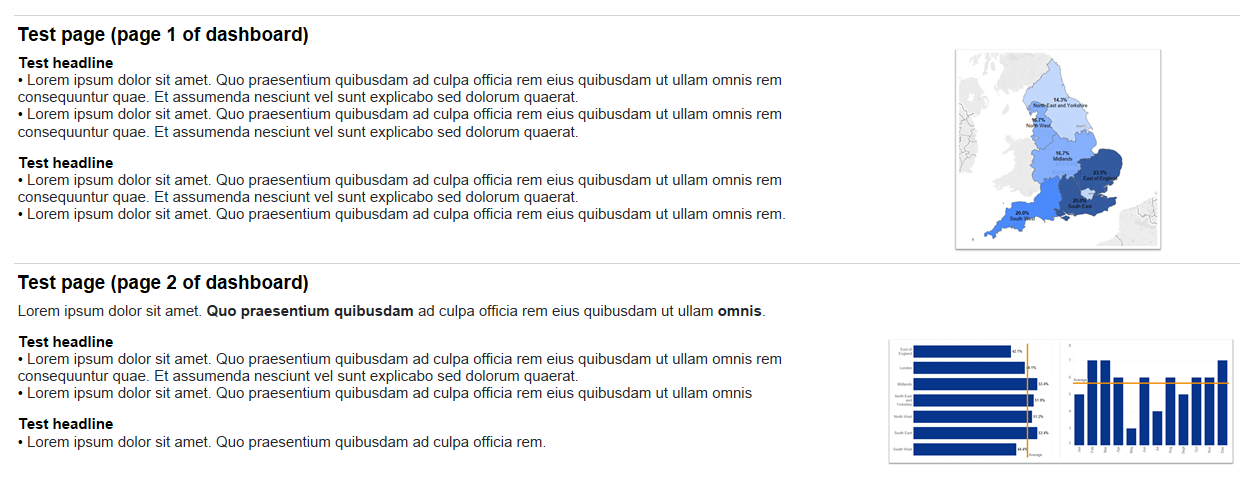 Test page (page 1 of dashboard)
Test headline
• Lorem ipsum dolor sit amet. Quo praesentium quibusdam ad culpa officia rem eius quibusdam ut ullam omnis rem
consequuntur quae. Et assumenda nesciunt vel sunt explicabo sed dolorum quaerat.
• Lorem ipsum dolor sit amet. Quo praesentium quibusdam ad culpa officia rem eius quibusdam ut ullam omnis rem
consequuntur quae. Et assumenda nesciunt vel sunt explicabo sed dolorum quaerat.
Test headline
• Lorem ipsum dolor sit amet. Quo praesentium quibusdam ad culpa officia rem eius quibusdam ut ullam omnis rem
consequuntur quae. Et assumenda nesciunt vel sunt explicabo sed dolorum quaerat.
• Lorem ipsum dolor sit amet. Quo praesentium quibusdam ad culpa officia rem eius quibusdam ut ullam omnis rem.
14.3%
North East and Yorkshire
North West
16.7%
Midlands
East of England
South East
20.0%
South West
Test page (page 2 of dashboard)
Lorem ipsum dolor sit amet. Quo praesentium quibusdam ad culpa officia rem eius quibusdam ut ullam omnis.
Test headline
• Lorem ipsum dolor sit amet. Quo praesentium quibusdam ad culpa officia rem eius quibusdam ut ullam omnis rem
consequuntur quae. Et assumenda nesciunt vel sunt explicabo sed dolorum quaerat.
• Lorem ipsum dolor sit amet. Quo praesentium quibusdam ad culpa officia rem eius quibusdam ut ullam omnis
Test headline
• Lorem ipsum dolor sit amet. Quo praesentium quibusdam ad culpa officia rem.
East of
England
London
Midlands
North East
and
Yorkshire
North West
South East
South West
Average
Average